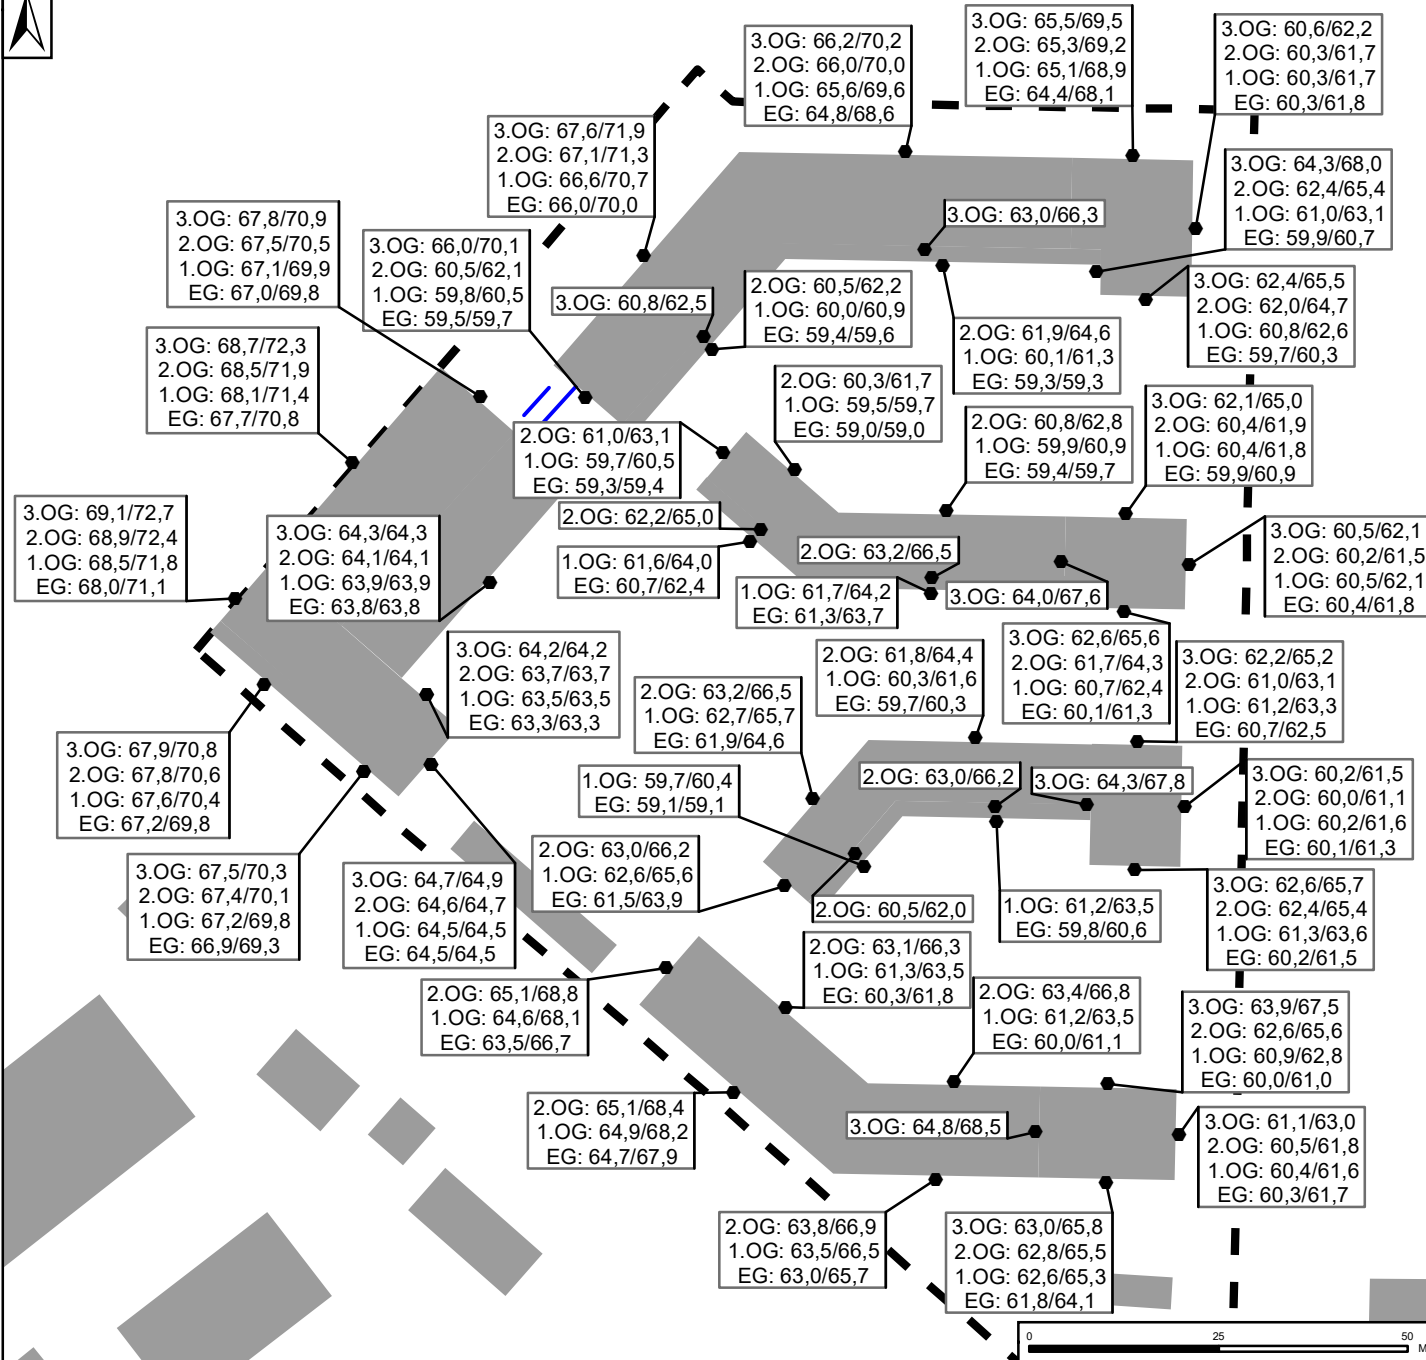 3.OG: 66,2/70,2
2.OG: 66,0/70,0
1.OG: 65,6/69,6
EG: 64,8/68,6
3.OG: 65,5/69,5
2.OG: 65,3/69,2
1.OG: 65,1/68,9
EG: 64,4/68,1
3.OG: 60,6/62,2
2.OG: 60,3/61,7
1.OG: 60,3/61,7
EG: 60,3/61,8
3.OG: 67,6/71,9
2.OG: 67,1/71,3
1.OG: 66,6/70,7
EG: 66,0/70,0
3.OG: 64,3/68,0
2.OG: 62,4/65,4
1.OG: 61,0/63,1
EG: 59,9/60,7
3.OG: 67,8/70,9
2.OG: 67,5/70,5
1.OG: 67,1/69,9
EG: 67,0/69,8
3.OG: 66,0/70,1
2.OG: 60,5/62,1
1.OG: 59,8/60,5
EG: 59,5/59,7
3.OG: 63,0/66,3
3.OG: 60,8/62,5
2.OG: 60,5/62,2
1.OG: 60,0/60,9
EG: 59,4/59,6
3.OG: 62,4/65,5
2.OG: 62,0/64,7
1.OG: 60,8/62,6
EG: 59,7/60,3
2.OG: 61,9/64,6
1.OG: 60,1/61,3
EG: 59,3/59,3
3.OG: 68,7/72,3
2.OG: 68,5/71,9
1.OG: 68,1/71,4
EG: 67,7/70,8
2.OG: 60,3/61,7
1.OG: 59,5/59,7
EG: 59,0/59,0
2.OG: 60,8/62,8
1.OG: 59,9/60,9
EG: 59,4/59,7
3.OG: 62,1/65,0
2.OG: 60,4/61,9
1.OG: 60,4/61,8
EG: 59,9/60,9
2.OG: 61,0/63,1
1.OG: 59,7/60,5
EG: 59,3/59,4
3.OG: 69,1/72,7
2.OG: 68,9/72,4
1.OG: 68,5/71,8
EG: 68,0/71,1
3.OG: 64,3/64,3
2.OG: 64,1/64,1
1.OG: 63,9/63,9
EG: 63,8/63,8
2.OG: 62,2/65,0
1.OG: 61,6/64,0
EG: 60,7/62,4
2.OG: 63,2/66,5
1.OG: 61,7/64,2
EG: 61,3/63,7
3.OG: 64,0/67,6
3.OG: 60,5/62,1
2.OG: 60,2/61,5
1.OG: 60,5/62,1
EG: 60,4/61,8
3.OG: 64,2/64,2
2.OG: 63,7/63,7
1.OG: 63,5/63,5
EG: 63,3/63,3
2.OG: 61,8/64,4
1.OG: 60,3/61,6
EG: 59,7/60,3
3.OG: 62,6/65,6
2.OG: 61,7/64,3
1.OG: 60,7/62,4
EG: 60,1/61,3
3.OG: 62,2/65,2
2.OG: 61,0/63,1
1.OG: 61,2/63,3
EG: 60,7/62,5
2.OG: 63,2/66,5
1.OG: 62,7/65,7
EG: 61,9/64,6
3.OG: 67,9/70,8
2.OG: 67,8/70,6
1.OG: 67,6/70,4
EG: 67,2/69,8
1.OG: 59,7/60,4
EG: 59,1/59,1
2.OG: 63,0/66,2
3.OG: 64,3/67,8
3.OG: 60,2/61,5
2.OG: 60,0/61,1
1.OG: 60,2/61,6
EG: 60,1/61,3
3.OG: 67,5/70,3
2.OG: 67,4/70,1
1.OG: 67,2/69,8
EG: 66,9/69,3
3.OG: 64,7/64,9
2.OG: 64,6/64,7
1.OG: 64,5/64,5
EG: 64,5/64,5
2.OG: 63,0/66,2
1.OG: 62,6/65,6
EG: 61,5/63,9
2.OG: 60,5/62,0
1.OG: 61,2/63,5
EG: 59,8/60,6
3.OG: 62,6/65,7
2.OG: 62,4/65,4
1.OG: 61,3/63,6
EG: 60,2/61,5
2.OG: 63,1/66,3
1.OG: 61,3/63,5
EG: 60,3/61,8
2.OG: 65,1/68,8
1.OG: 64,6/68,1
EG: 63,5/66,7
2.OG: 63,4/66,8
1.OG: 61,2/63,5
EG: 60,0/61,1
3.OG: 63,9/67,5
2.OG: 62,6/65,6
1.OG: 60,9/62,8
EG: 60,0/61,0
2.OG: 65,1/68,4
1.OG: 64,9/68,2
EG: 64,7/67,9
3.OG: 64,8/68,5
3.OG: 61,1/63,0
2.OG: 60,5/61,8
1.OG: 60,4/61,6
EG: 60,3/61,7
2.OG: 63,8/66,9
1.OG: 63,5/66,5
EG: 63,0/65,7
3.OG: 63,0/65,8
2.OG: 62,8/65,5
1.OG: 62,6/65,3
EG: 61,8/64,1
0 25 50